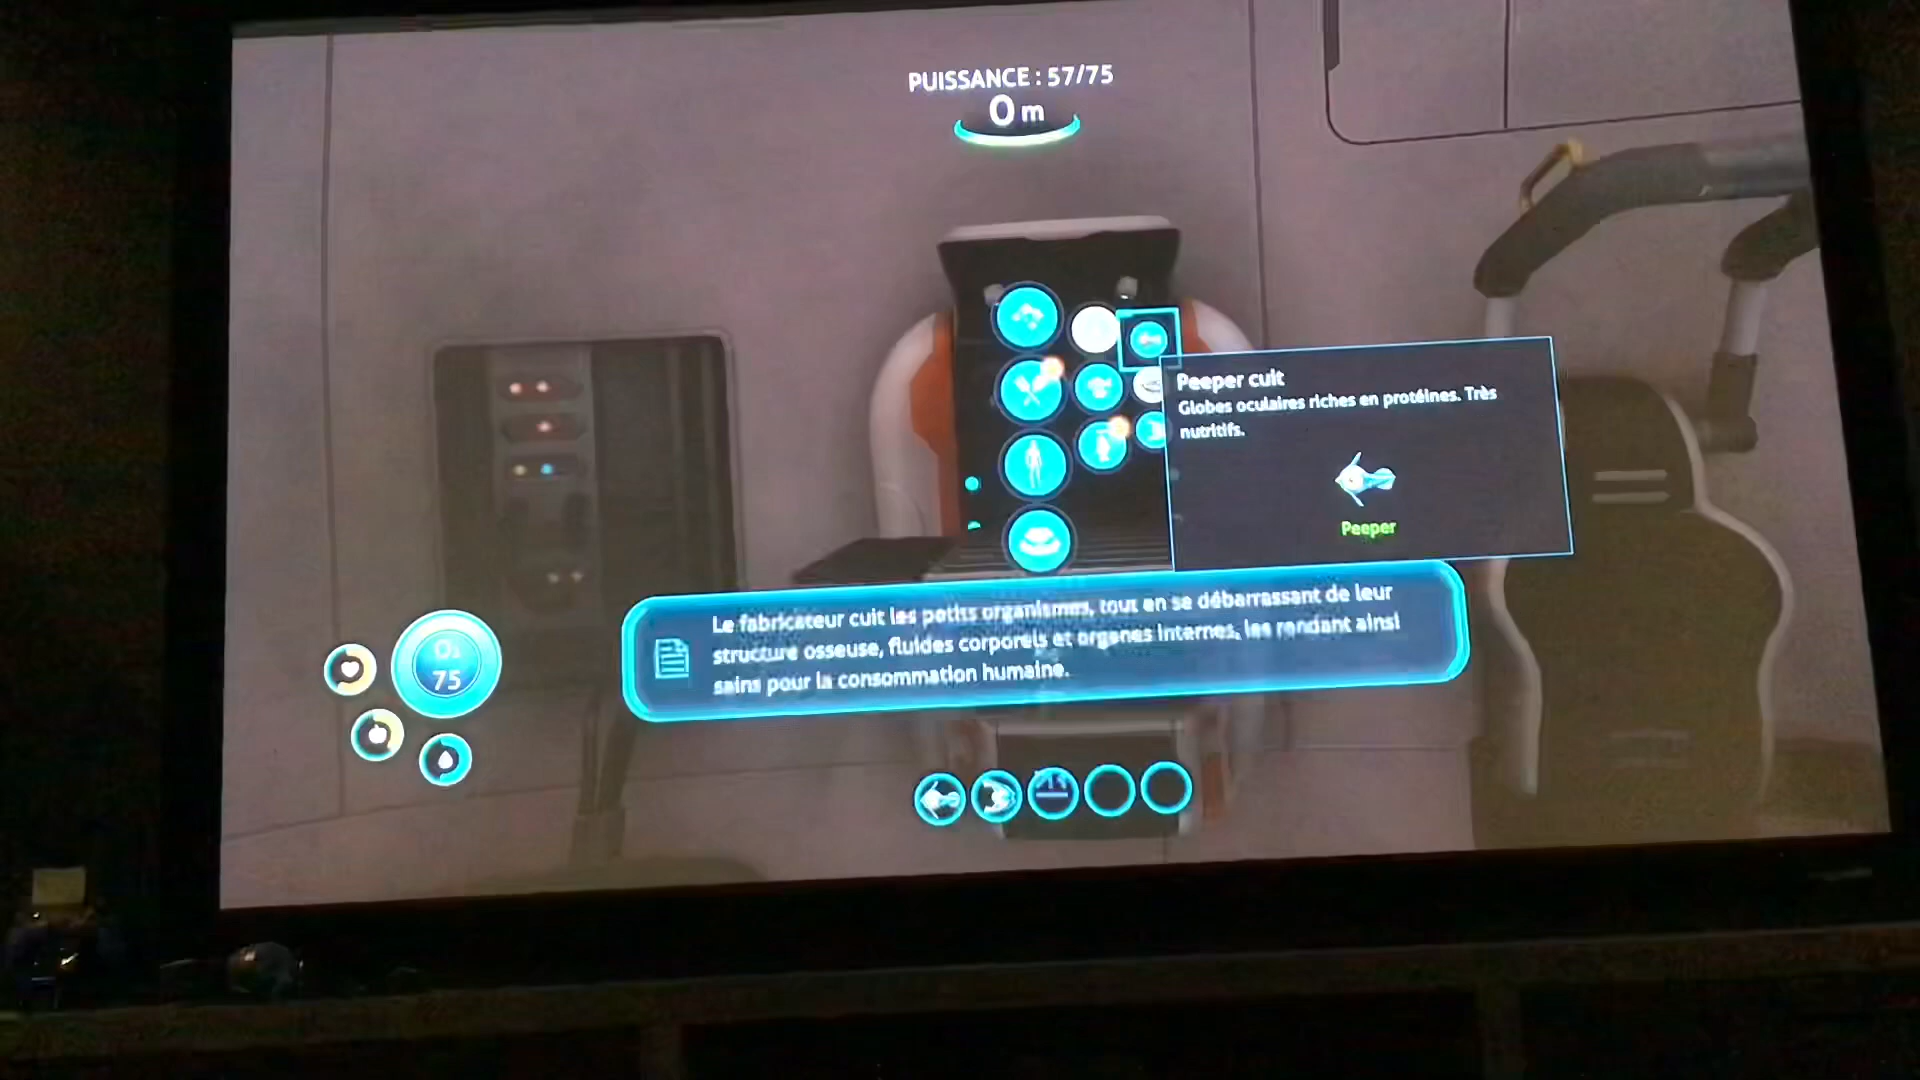 PUISSANCE : 57/75
0 m
Peeper cuit
Globes oculaires riches en protéines. Très
nutritifs.
Peeper
Le fabricateur cuit les petits organismes, tout en se débarrassant de leur
structure osseuse, fluides corporels et organes internes, les rendant ainsi
sains pour la consommation humaine.
O₂
75